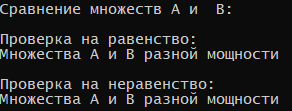 Сравнение множеств А и  В:
Проверка на равенство:
Множества А и В разной мощности
Проверка на неравенство:
Множества А и В разной мощности